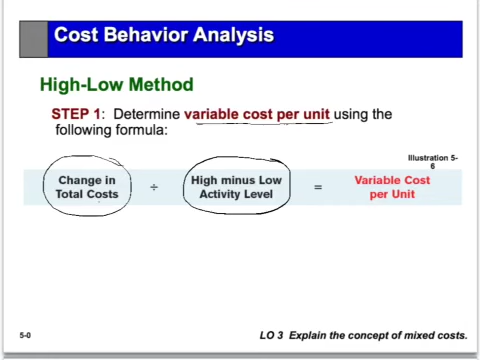 Cost Behavior Analysis
High-Low Method
STEP 1: Determine variable cost per unit using the
following formula:
Illustration 5-
6
Change in
Total Costs
÷
High minus Low
Activity Level
=
Variable Cost
per Unit
5-0
LO 3 Explain the concept of mixed costs.